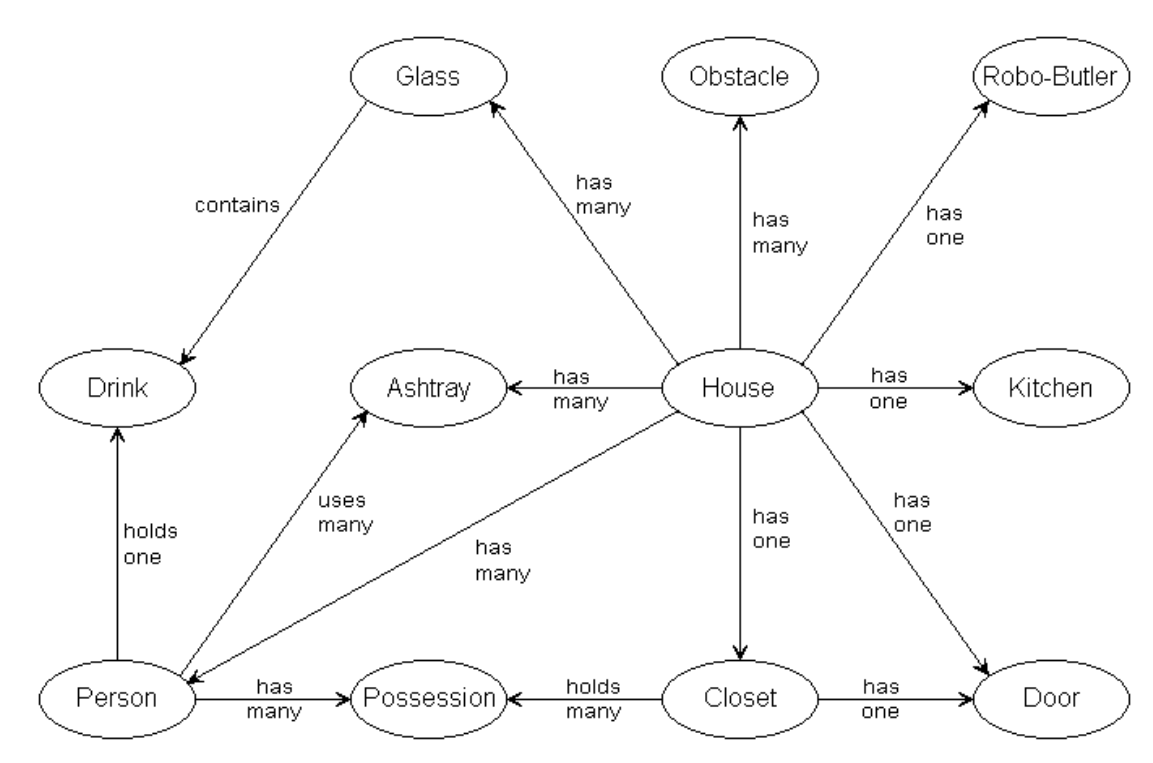 Glass
Obstacle
Robo-Butler
has
many
contains
has
one
has
many
Drink
Ashtray
has
many
House
has
one
Kitchen
uses
many
has
one
has
one
holds
one
has
many
Person
has
many
Possession
holds
many
Closet
has
one
Door